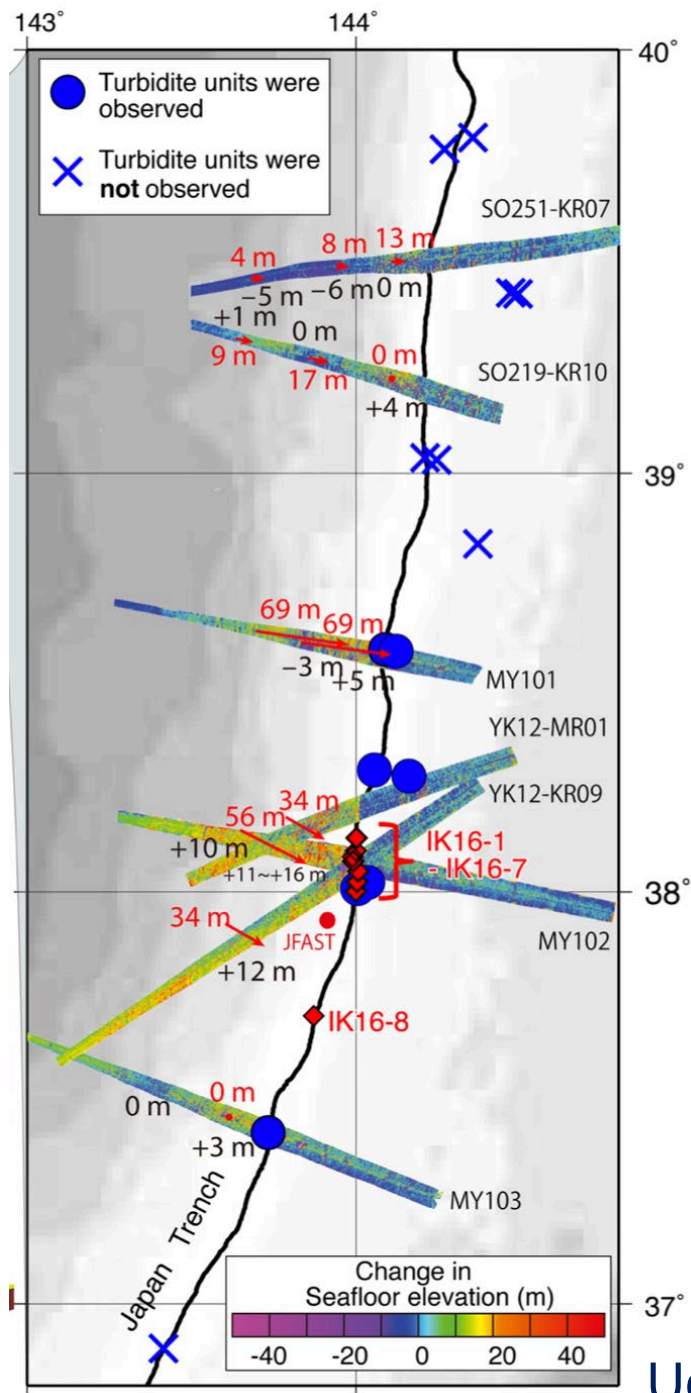 143°
144°
40°
Turbidite units were
observed
Turbidite units were
not observed
SO251-KR07
4 m
8 m
13 m
−5 m
−6 m
0 m
+1 m
0 m
9 m
17 m
0 m
+4 m
SO219-KR10
39°
69 m
69 m
−3 m
+5 m
MY101
YK12-MR01
YK12-KR09
34 m
56 m
+10 m
+11~+16 m
IK16-1
- IK16-7
38°
34 m
JFAST
MY102
+12 m
IK16-8
0 m
0 m
+3 m
MY103
Japan Trench
Change in
Seafloor elevation (m)
-40 -20 0 20 40
37°